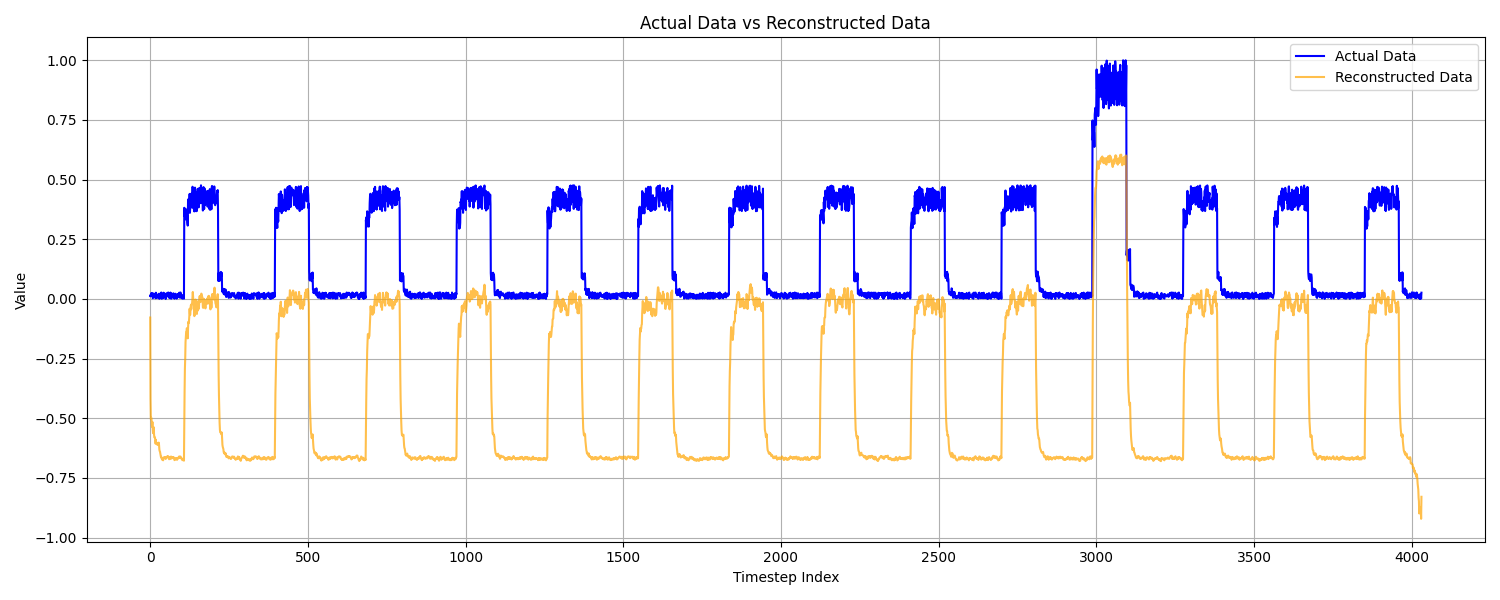 Actual Data vs Reconstructed Data
Actual Data
Reconstructed Data
1.00
0.75
0.50
0.25
0.00
−0.25
−0.50
−0.75
−1.00
Value
0 500 1000 1500 2000 2500 3000 3500 4000
Timestep Index